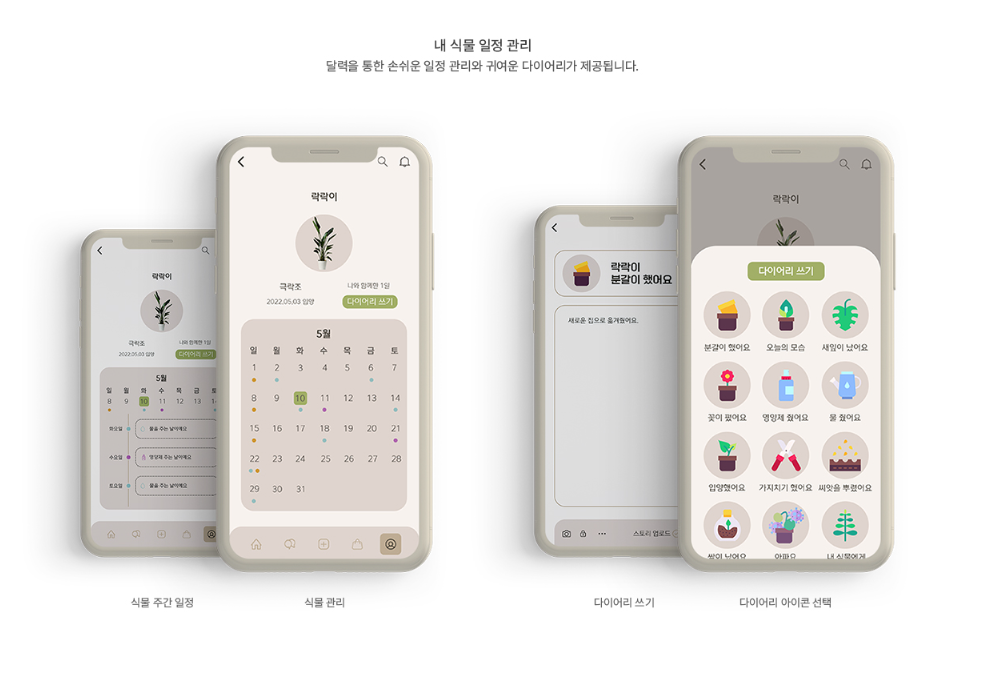 내 식물 일정 관리
달력을 통한 손쉬운 일정 관리와 귀여운 다이어리가 제공됩니다.
락락이
극락조
나와 함께한 1일
2022.05.03 입양
다이어리 쓰기
5월
일 월 화 수 목 금 토
8 9 10 11 12 13 14
화요일 물을 주는 날이에요
수요일 영양제 주는 날이에요
토요일 물을 주는 날이에요
락락이
극락조
나와 함께한 1일
2022.05.03 입양
다이어리 쓰기
5월
일 월 화 수 목 금 토
1 2 3 4 5 6 7
8 9 10 11 12 13 14
15 16 17 18 19 20 21
22 23 24 25 26 27 28
29 30 31
락락이
분갈이 했어요
새로운 집으로 옮겨줬어요.
스토리 업로드
락락이
다이어리 쓰기
분갈이 했어요 오늘의 모습 새잎이 났어요
꽃이 폈어요 영양제 줬어요 물 줬어요
입양했어요 가지치기 했어요 씨앗을 뿌렸어요
싹이 났어요 아파요 내 식물에게
식물 주간 일정
식물 관리
다이어리 쓰기
다이어리 아이콘 선택